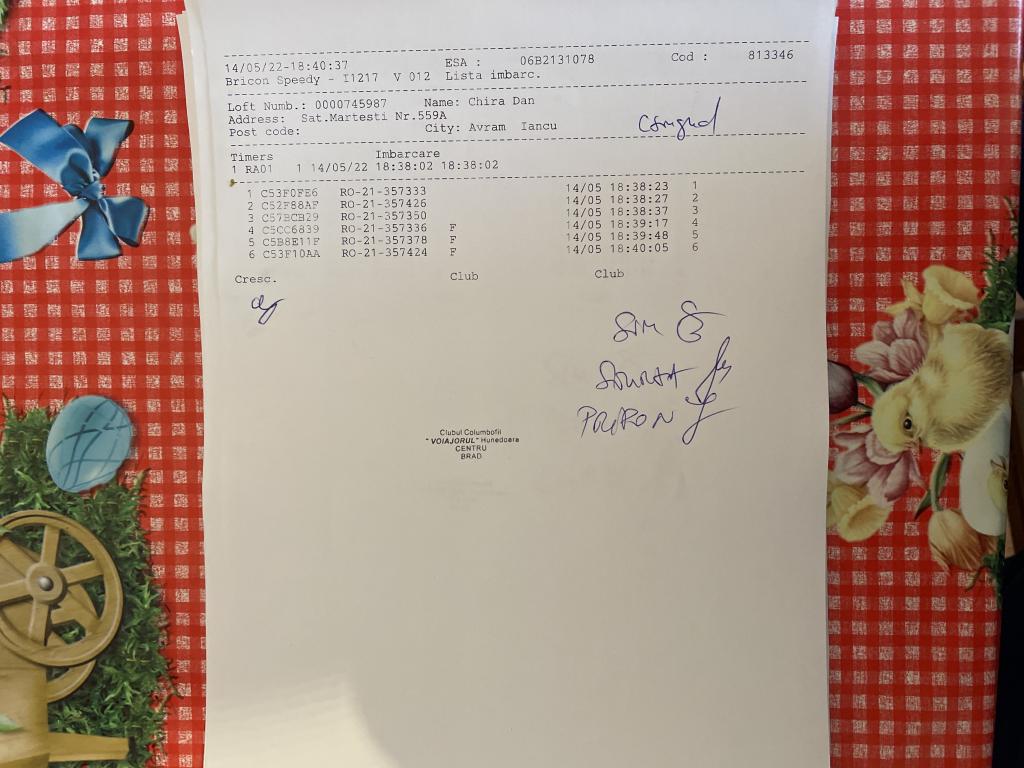 14/05/22-18:40:37 ESA : 06B2131078 Cod : 813346
Bricon Speedy - I1217 V 012 Lista imbarc.
Loft Numb.: 0000745987 Name: Chira Dan
Address: Sat.Martesti Nr.559A
Post code: City: Avram Iancu
Timers Imbarcare
1 RA01 1 14/05/22 18:38:02 18:38:02
1 C53F0FE6 RO-21-357333 14/05 18:38:23 1
2 C52F88AF RO-21-357426 14/05 18:38:27 2
3 C57BCB29 RO-21-357350 14/05 18:38:37 3
4 C5CC6839 RO-21-357336 F 14/05 18:39:17 4
5 C5B8E11F RO-21-357378 F 14/05 18:39:48 5
6 C53F10AA RO-21-357424 F 14/05 18:40:05 6
Cresc. Club Club
Clubul Columbofil
"VOIAJORUL" Hunedoara
CENTRU
BRAD